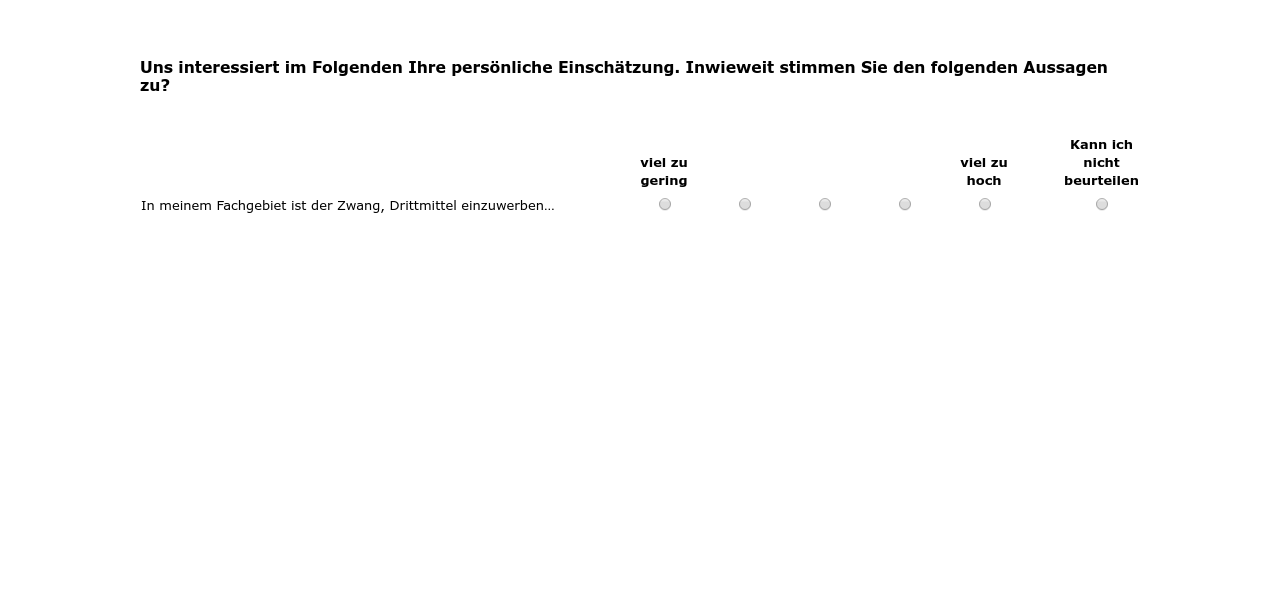 Uns interessiert im Folgenden Ihre persönliche Einschätzung. Inwieweit stimmen Sie den folgenden Aussagen
zu?
viel zu
gering
viel zu
hoch
Kann ich
nicht
beurteilen
In meinem Fachgebiet ist der Zwang, Drittmittel einzuwerben...